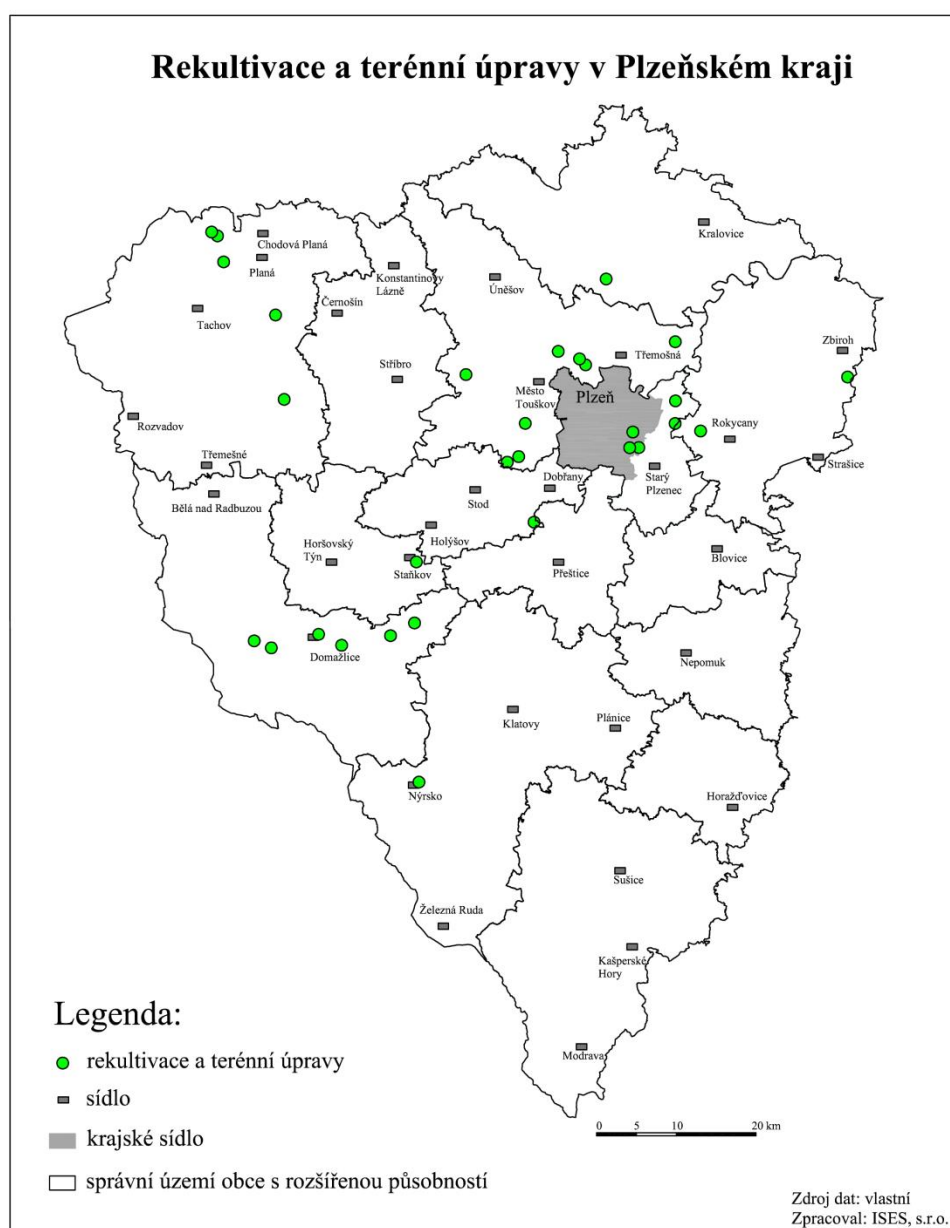 Rekultivace a terénní úpravy v Plzeňském kraji
Kralovice
Chodová Planá
Planá
Konstantinovy
Lázně
Úněšov
Černošín
Tachov
Zbiroh
Třemošná
Stříbro
Město
Touškov
Plzeň
Rozvadov
Rokycany
Strašice
Třemešné
Starý
Plzenec
Dobřany
Bělá nad Radbuzou
Stod
Holýšov
Horšovský
Týn
Staňkov
Blovice
Přeštice
Domažlice
Nepomuk
Klatovy
Plánice
Nýrsko
Horažďovice
Sušice
Železná Ruda
Kašperské
Hory
Modrava
Legenda:
rekultivace a terénní úpravy
sídlo
krajské sídlo
správní území obce s rozšířenou působností
0 5 10 20 km
Zdroj dat: vlastní
Zpracoval: ISES, s.r.o.